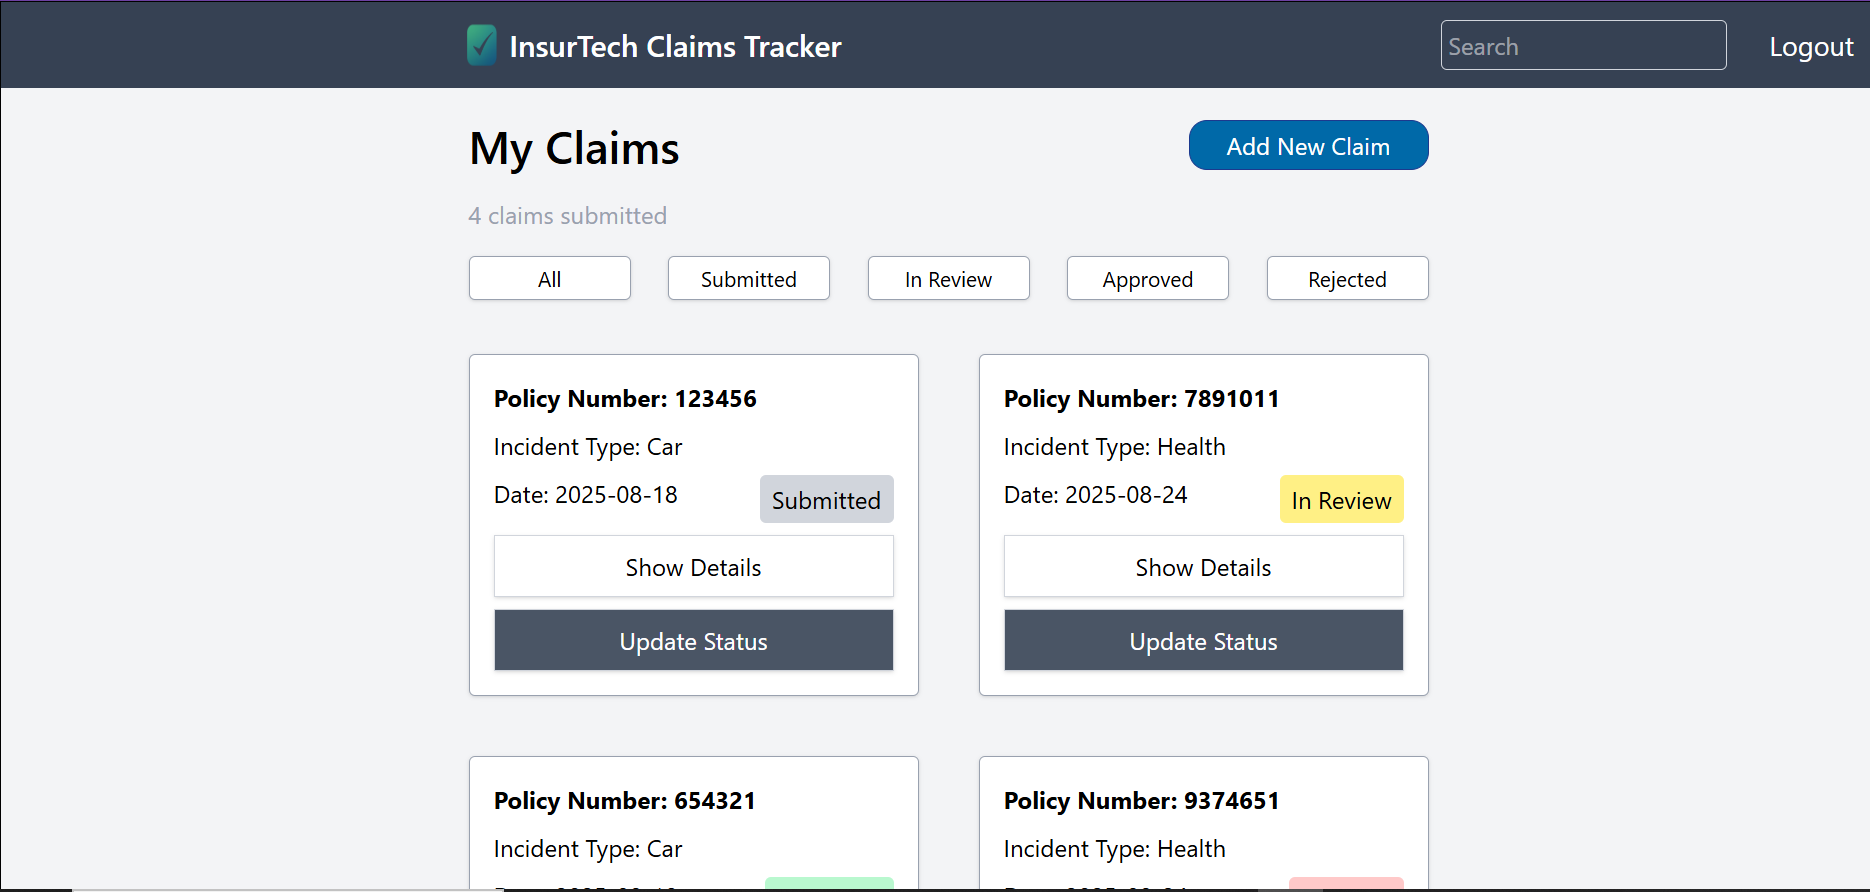 InsurTech Claims Tracker
Search
Logout
My Claims
Add New Claim
4 claims submitted
All
Submitted
In Review
Approved
Rejected
Policy Number: 123456
Incident Type: Car
Date: 2025-08-18
Submitted
Show Details
Update Status
Policy Number: 7891011
Incident Type: Health
Date: 2025-08-24
In Review
Show Details
Update Status
Policy Number: 654321
Incident Type: Car
Policy Number: 9374651
Incident Type: Health